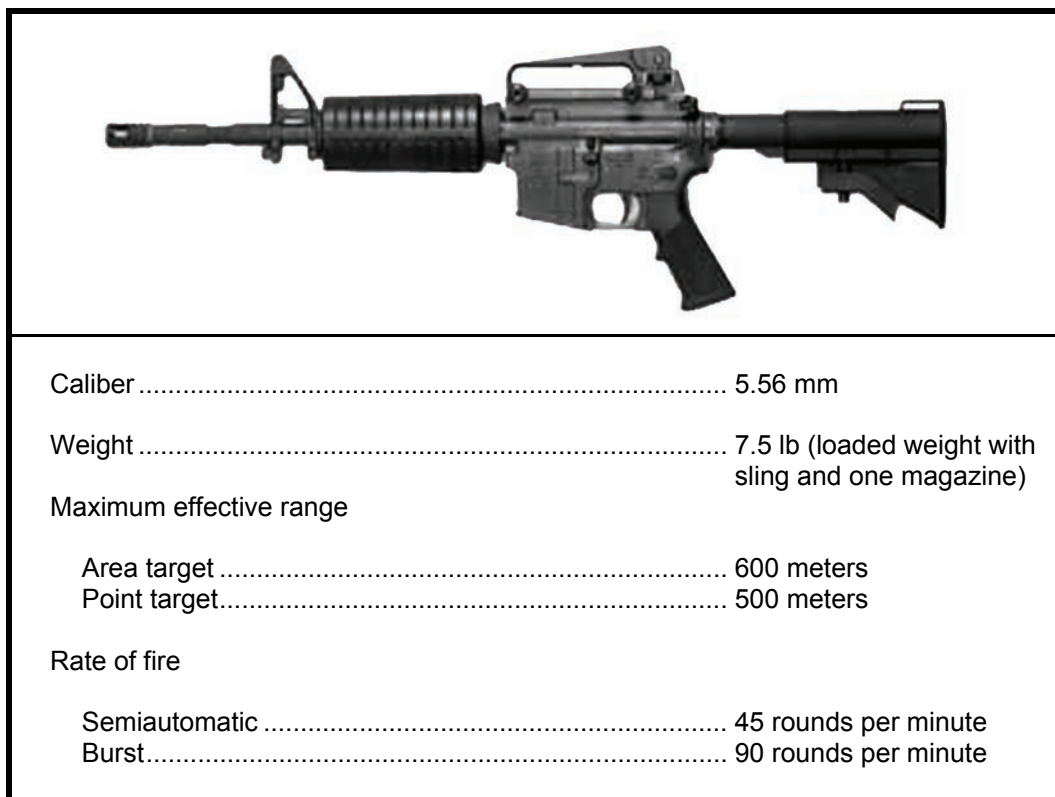 Caliber........................................................................... 5.56 mm
Weight ........................................................................... 7.5 lb (loaded weight with
sling and one magazine)
Maximum effective range
Area target ................................................................. 600 meters
Point target................................................................. 500 meters
Rate of fire
Semiautomatic ........................................................... 45 rounds per minute
Burst.......................................................................... 90 rounds per minute